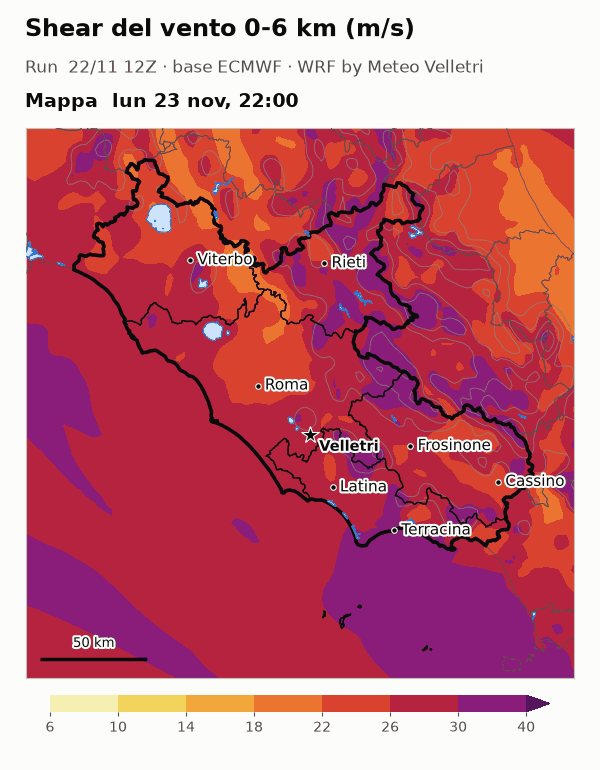 Shear del vento 0-6 km (m/s)
Run  22/11 12Z · base ECMWF · WRF by Meteo Velletri
Mappa  lun 23 nov, 22:00
Viterbo
Rieti
Roma
Velletri
Frosinone
Cassino
Latina
Terracina
50 km
6 10 14 18 22 26 30 40